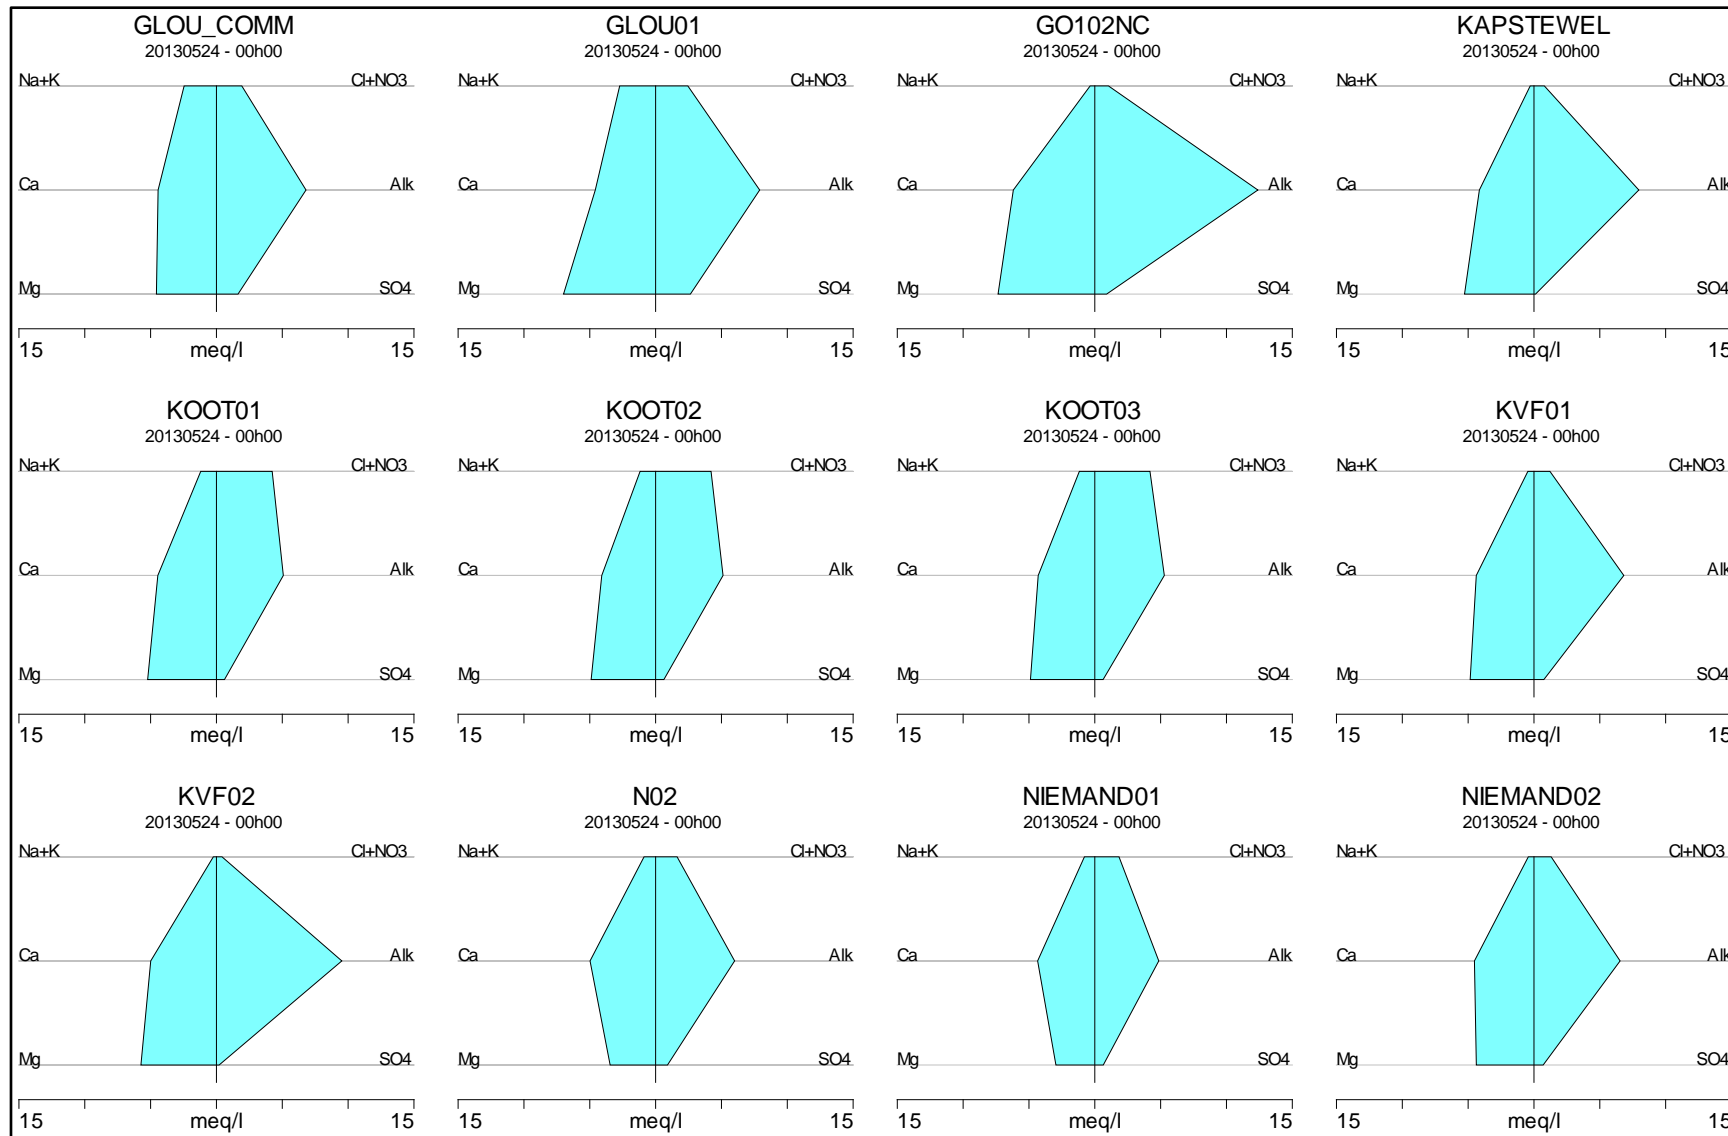 GLOU_COMM
20130524 - 00h00
Na+K Cl+NO3
Ca Alk
Mg SO4
15 meq/l 15
GLOU01
20130524 - 00h00
Na+K Cl+NO3
Ca Alk
Mg SO4
15 meq/l 15
GO102NC
20130524 - 00h00
Na+K Cl+NO3
Ca Alk
Mg SO4
15 meq/l 15
KAPSTEWEL
20130524 - 00h00
Na+K Cl+NO3
Ca Alk
Mg SO4
15 meq/l 15
KOOT01
20130524 - 00h00
Na+K Cl+NO3
Ca Alk
Mg SO4
15 meq/l 15
KOOT02
20130524 - 00h00
Na+K Cl+NO3
Ca Alk
Mg SO4
15 meq/l 15
KOOT03
20130524 - 00h00
Na+K Cl+NO3
Ca Alk
Mg SO4
15 meq/l 15
KVF01
20130524 - 00h00
Na+K Cl+NO3
Ca Alk
Mg SO4
15 meq/l 15
KVF02
20130524 - 00h00
Na+K Cl+NO3
Ca Alk
Mg SO4
15 meq/l 15
N02
20130524 - 00h00
Na+K Cl+NO3
Ca Alk
Mg SO4
15 meq/l 15
NIEMAND01
20130524 - 00h00
Na+K Cl+NO3
Ca Alk
Mg SO4
15 meq/l 15
NIEMAND02
20130524 - 00h00
Na+K Cl+NO3
Ca Alk
Mg SO4
15 meq/l 15